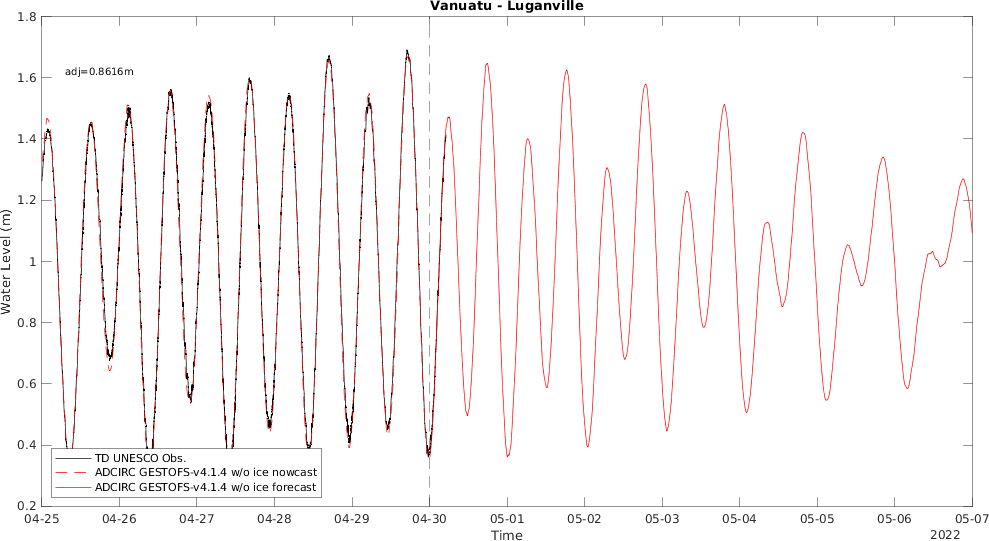 Vanuatu - Luganville
1.8
1.6
1.4
1.2
1
0.8
0.6
0.4
0.2
Water Level (m)
adj=0.8616m
TD UNESCO Obs.
ADCIRC GESTOFS-v4.1.4 w/o ice nowcast
ADCIRC GESTOFS-v4.1.4 w/o ice forecast
04-25 04-26 04-27 04-28 04-29 04-30 05-01 05-02 05-03 05-04 05-05 05-06 05-07
Time
2022